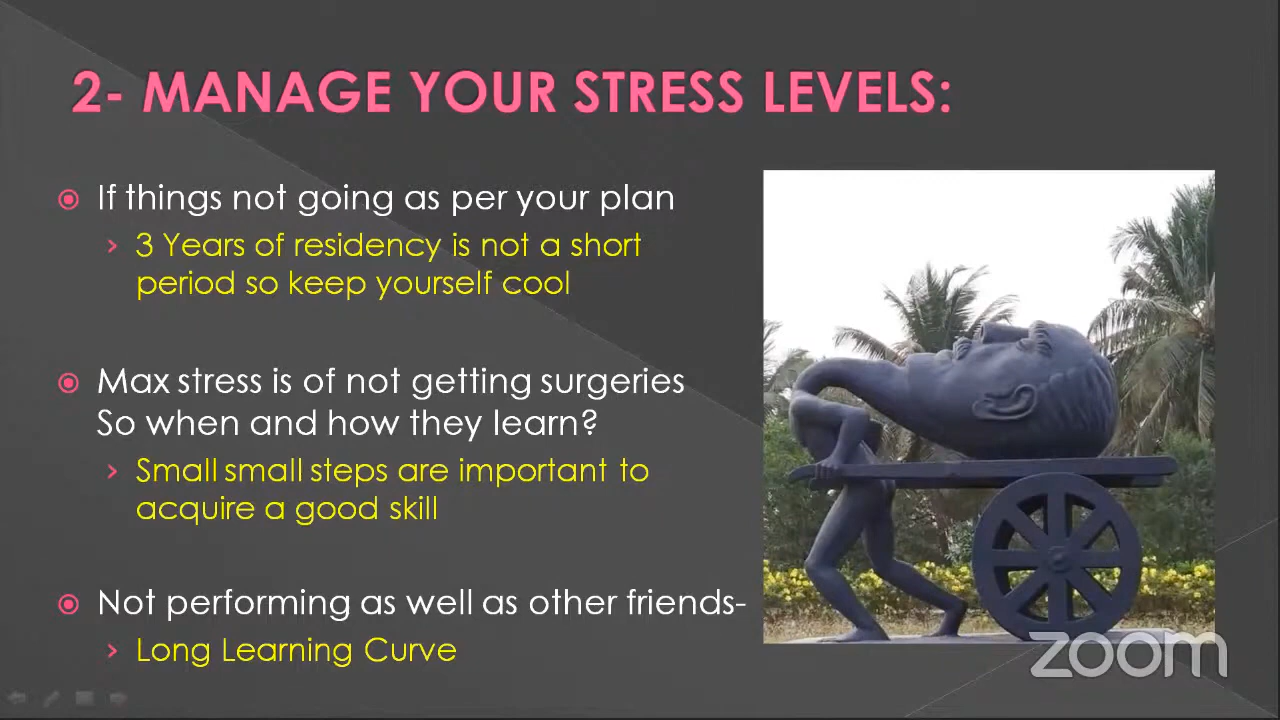 2- MANAGE YOUR STRESS LEVELS:
If things not going as per your plan
3 Years of residency is not a short
period so keep yourself cool
Max stress is of not getting surgeries
So when and how they learn?
Small small steps are important to
acquire a good skill
Not performing as well as other friends-
Long Learning Curve
zoom